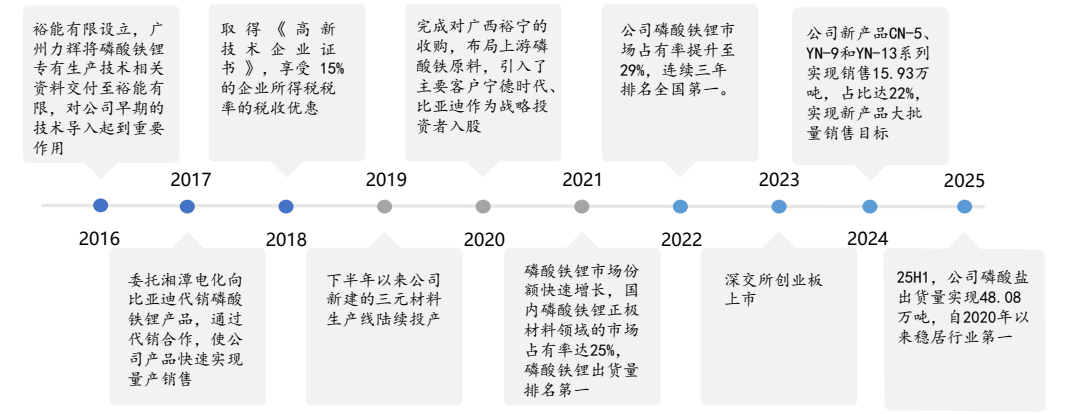 裕能有限设立，广
州力辉将磷酸铁锂
专有生产技术相关
资料交付至裕能有
限，对公司早期的
技术导入起到重要
作用
取得《高新
技术企业证
书》，享受 15%
的企业所得税税
率的税收优惠
完成对广西裕宁的
收购，布局上游磷
酸铁原料，引入了
主要客户宁德时代、
比亚迪作为战略投
资者入股
公司磷酸铁锂市
场占有率提升至
29%，连续三年
排名全国第一。
公司新产品CN-5、
YN-9和YN-13系列
实现销售15.93万
吨，占比达22%，
实现新产品大批
量销售目标
2017
2019
2021
2023
2025
2016
2018
2020
2022
2024
委托湘潭电化向
比亚迪代销磷酸
铁锂产品，通过
代销合作，使公
司产品快速实现
量产销售
下半年以来公司
新建的三元材料
生产线陆续投产
磷酸铁锂市场份
额快速增长，国
内磷酸铁锂正极
材料领域的市场
占有率达25%，
磷酸铁锂出货量
排名第一
深交所创业板
上市
25H1，公司磷酸盐
出货量实现48.08
万吨，自2020年以
来稳居行业第一